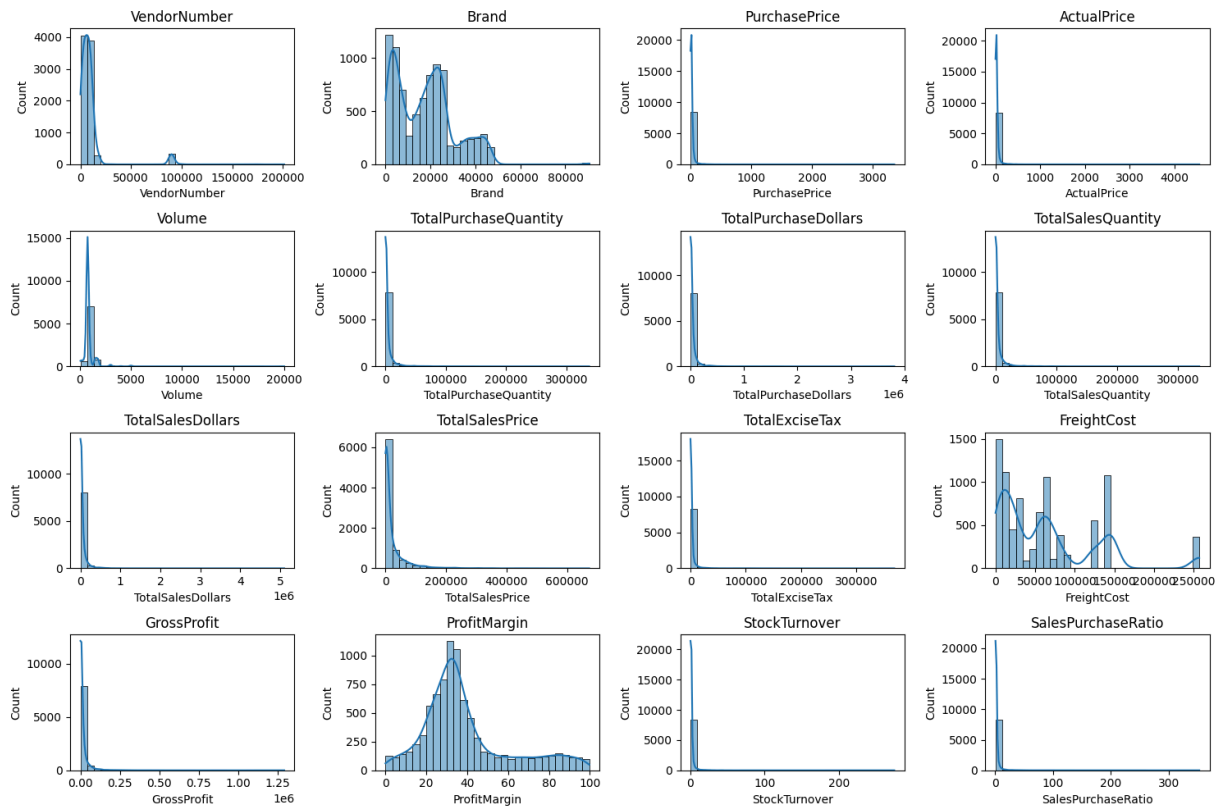 VendorNumber Brand PurchasePrice ActualPrice
4000
3000
2000
1000
0
Count
0 50000 100000 150000 200000
VendorNumber
1000
500
0
Count
0 20000 40000 60000 80000
Brand
20000
15000
10000
5000
0
Count
0 1000 2000 3000
PurchasePrice
20000
15000
10000
5000
0
Count
0 1000 2000 3000 4000
ActualPrice
Volume TotalPurchaseQuantity TotalPurchaseDollars TotalSalesQuantity
15000
10000
5000
0
Count
0 5000 10000 15000 20000
Volume
10000
5000
0
Count
0 100000 200000 300000
TotalPurchaseQuantity
10000
5000
0
Count
0 1 2 3 4
1e6
TotalPurchaseDollars
10000
5000
0
Count
0 100000 200000 300000
TotalSalesQuantity
TotalSalesDollars TotalSalesPrice TotalExciseTax FreightCost
10000
5000
0
Count
0 1 2 3 4 5
1e6
TotalSalesDollars
6000
4000
2000
0
Count
0 200000 400000 600000
TotalSalesPrice
15000
10000
5000
0
Count
0 100000 200000 300000
TotalExciseTax
1500
1000
500
0
Count
0 50000 100000 150000 200000 250000
FreightCost
GrossProfit ProfitMargin StockTurnover SalesPurchaseRatio
10000
5000
0
Count
0.00 0.25 0.50 0.75 1.00 1.25
1e6
GrossProfit
1000
750
500
250
0
Count
0 20 40 60 80 100
ProfitMargin
20000
15000
10000
5000
0
Count
0 100 200
StockTurnover
20000
15000
10000
5000
0
Count
0 100 200 300
SalesPurchaseRatio